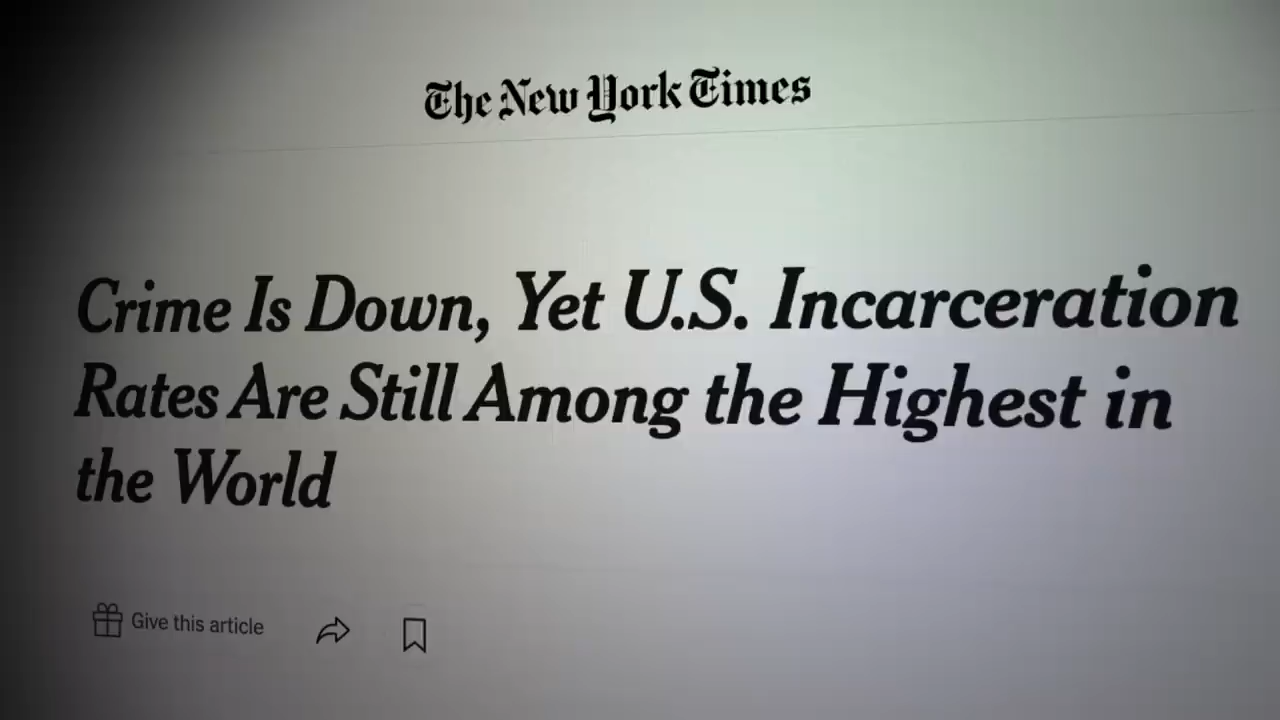 The New York Times
Crime Is Down, Yet U.S. Incarceration
Rates Are Still Among the Highest in
the World
Give this article